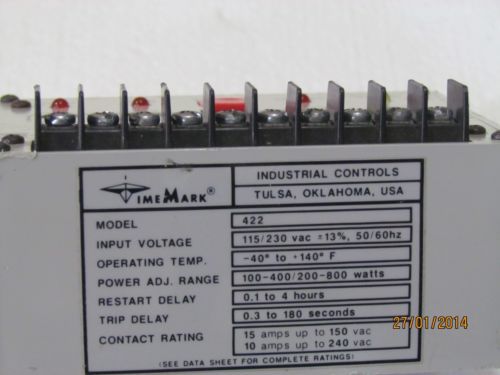 TIMEMARK®
INDUSTRIAL CONTROLS
TULSA, OKLAHOMA, USA
MODEL 422
INPUT VOLTAGE 115/230 vac ±13%, 50/60hz
OPERATING TEMP. -40° to +140° F
POWER ADJ. RANGE 100-400/200-800 watts
RESTART DELAY 0.1 to 4 hours
TRIP DELAY 0.3 to 180 seconds
CONTACT RATING 15 amps up to 150 vac
10 amps up to 240 vac
(SEE DATA SHEET FOR COMPLETE RATINGS)
27/01/2014